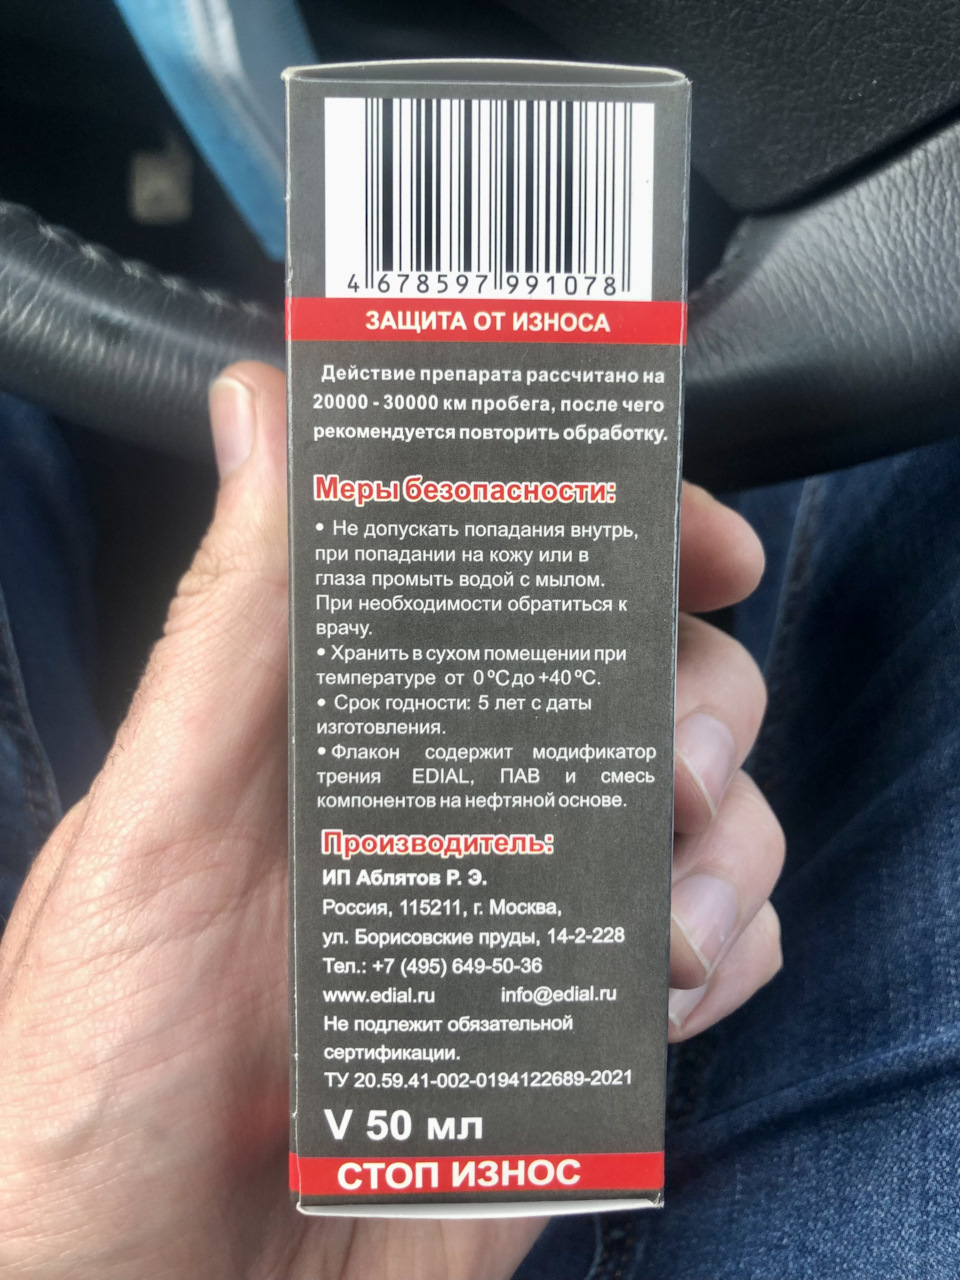 4 678597 991078
ЗАЩИТА ОТ ИЗНОСА
Действие препарата рассчитано на
20000 - 30000 км пробега, после чего
рекомендуется повторить обработку.
Меры безопасности:
• Не допускать попадания внутрь,
при попадании на кожу или в
глаза промыть водой с мылом.
При необходимости обратиться к
врачу.
• Хранить в сухом помещении при
температуре от 0 ºС до +40 ºС.
• Срок годности: 5 лет с даты
изготовления.
• Флакон содержит модификатор
трения EDIAL, ПАВ и смесь
компонентов на нефтяной основе.
Производитель:
ИП Аблятов Р. Э.
Россия, 115211, г. Москва,
ул. Борисовские пруды, 14-2-228
Тел.: +7 (495) 649-50-36
www.edial.ru info@edial.ru
Не подлежит обязательной
сертификации.
ТУ 20.59.41-002-0194122689-2021
V 50 мл
СТОП ИЗНОС